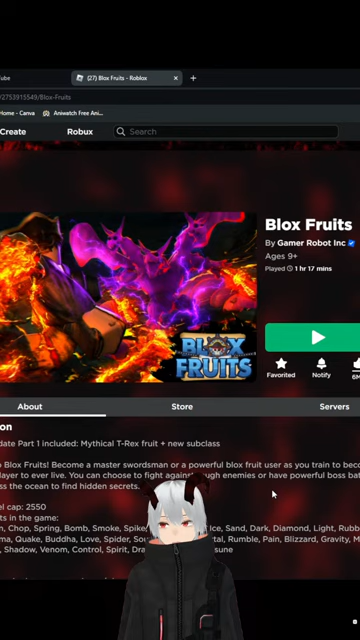 Tube
(27) Blox Fruits - Roblox
/2753915549/Blox-Fruits
Home - Canva
Aniwatch Free Ani...
Create
Robux
Search
Blox Fruits
By Gamer Robot Inc
Ages 9+
Played 1 hr 17 mins
BLOX
FRUITS
Favorited
Notify
6M
About
Store
Servers
on
date Part 1 included: Mythical T-Rex fruit + new subclass
o Blox Fruits! Become a master swordsman or a powerful blox fruit user as you train to bec
layer to ever live. You can choose to fight against tough enemies or have powerful boss bat
ss the ocean to find hidden secrets.
el cap: 2550
ts in the game:
n, Chop, Spring, Bomb, Smoke, Spike Ice, Sand, Dark, Diamond, Light, Rubb
ma, Quake, Buddha, Love, Spider, Sou tal, Rumble, Pain, Blizzard, Gravity, M
, Shadow, Venom, Control, Spirit, Dra sune